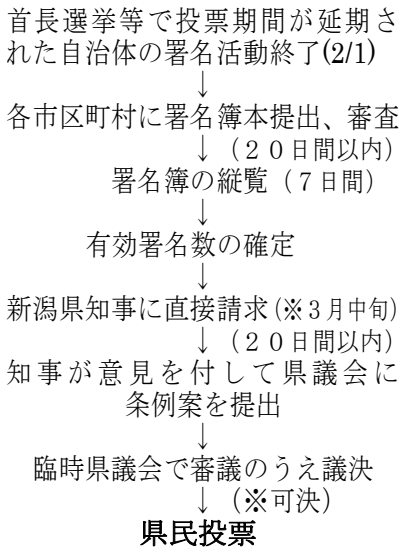 首長選挙等で投票期間が延期さ
れた自治体の署名活動終了(2/1)
↓
各市区町村に署名簿本提出、審査
↓（２０日間以内）
署名簿の縦覧（７日間）
↓
有効署名数の確定
↓
新潟県知事に直接請求(※３月中旬)
↓（２０日間以内）
知事が意見を付して県議会に
条例案を提出
↓
臨時県議会で審議のうえ議決
↓（※可決）
県民投票